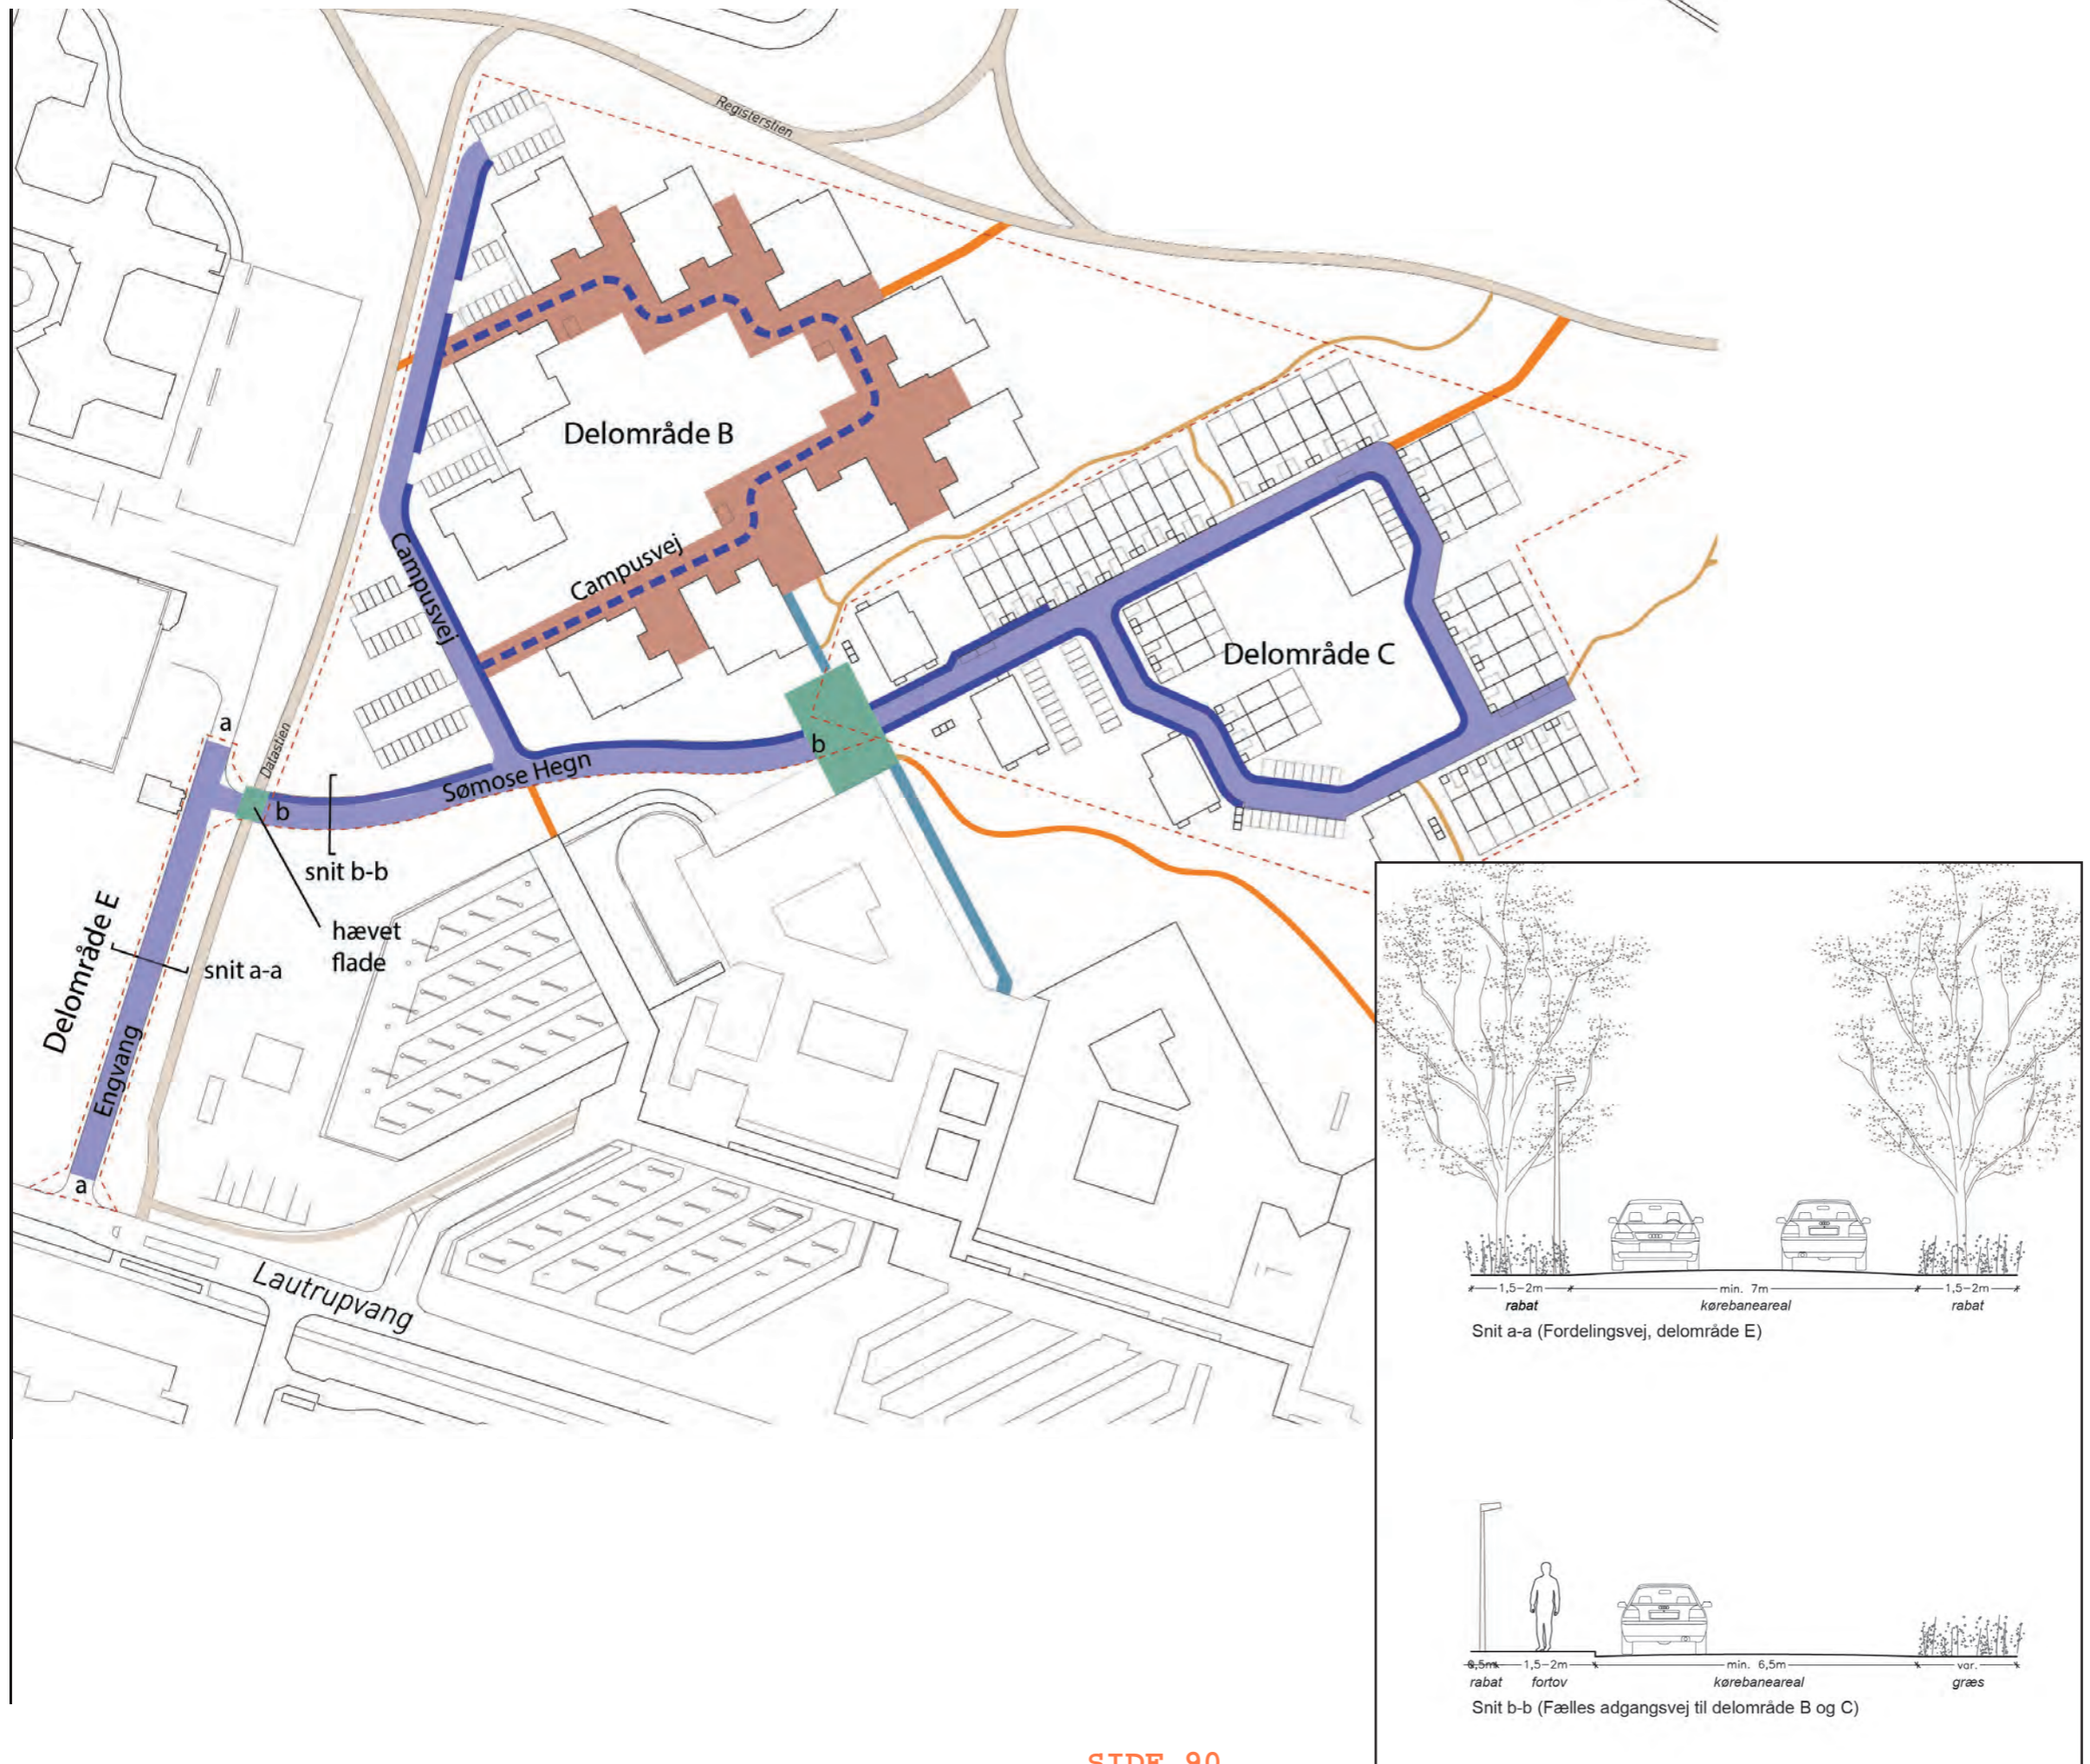 Registerstien
Delområde B
Campusvej
Campusvej
Delområde C
a
Datastien
b
Sømose Hegn
b
snit b-b
hævet
flade
Delområde E
snit a-a
Engvang
a
Lautrupvang
1,5-2m
min. 7m
1,5-2m
rabat
kørebaneareal
rabat
Snit a-a (Fordelingsvej, delområde E)
0,5m
1,5-2m
min. 6,5m
var.
rabat
fortov
kørebaneareal
græs
Snit b-b (Fælles adgangsvej til delområde B og C)
SIDE 90